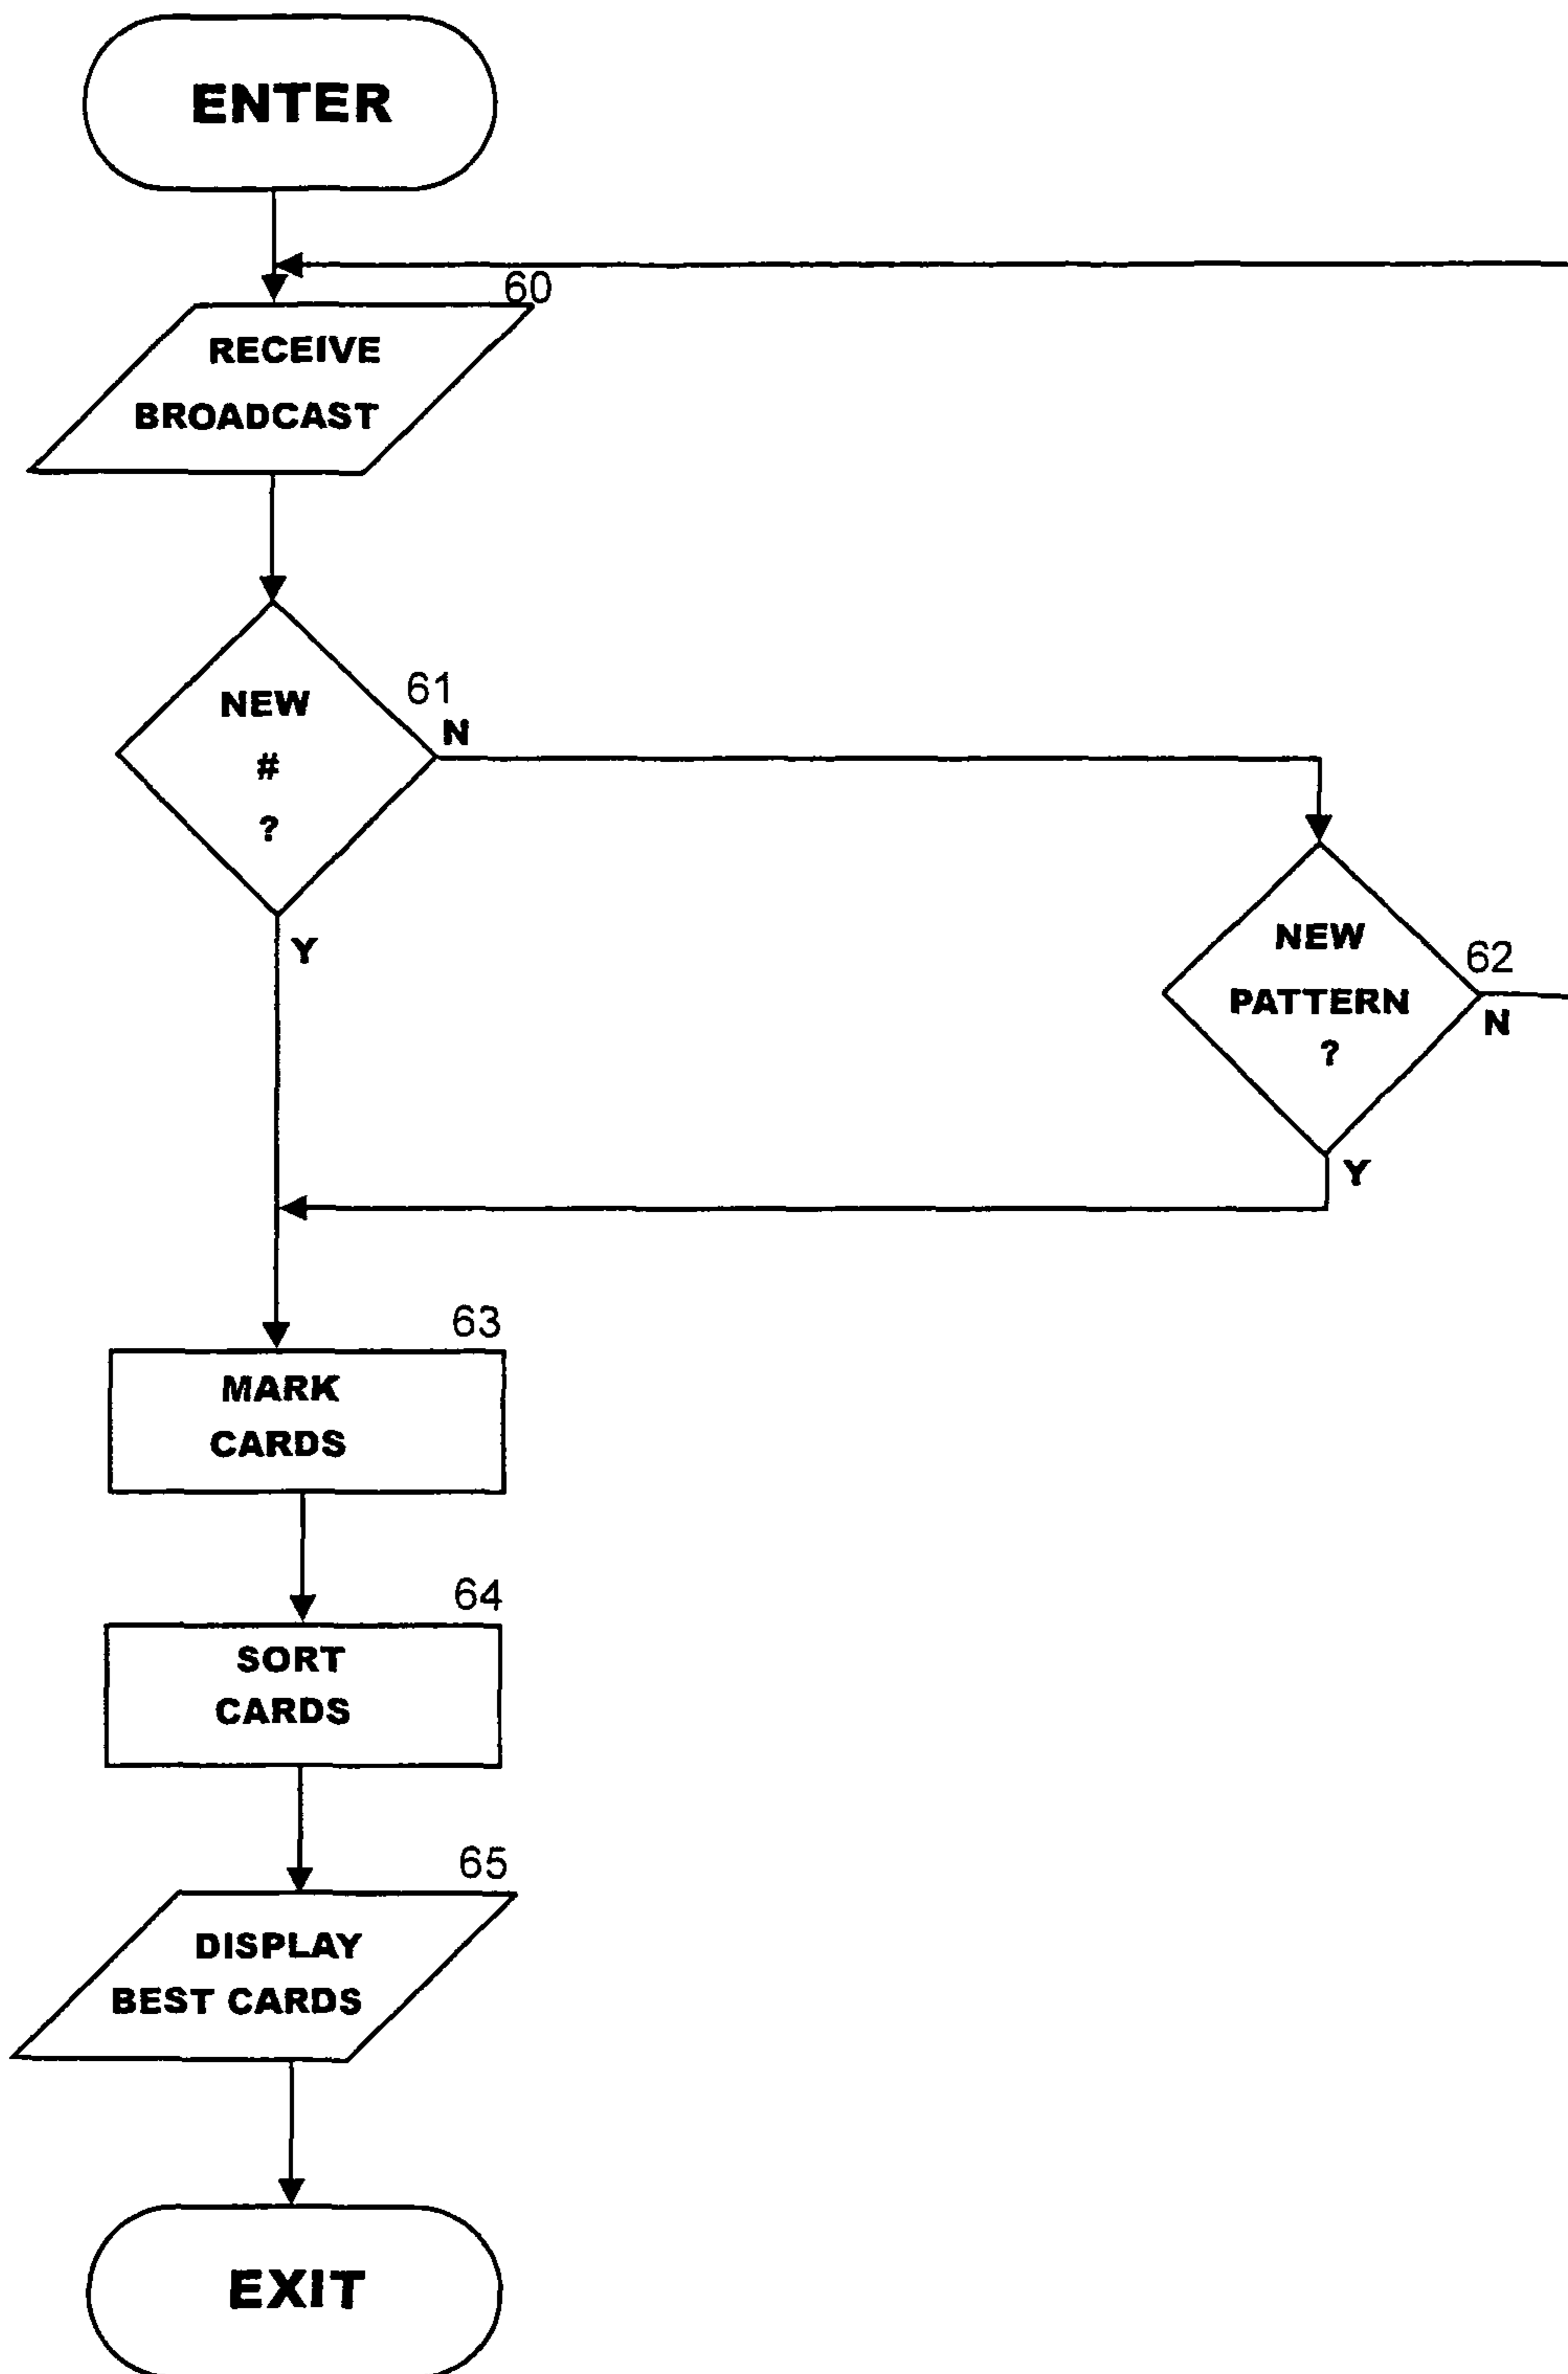 ENTER
60
RECEIVE
BROADCAST
61
NEW
N
#
?
Y
NEW
62
PATTERN
N
?
Y
63
MARK
CARDS
64
SORT
CARDS
65
DISPLAY
BEST CARDS
EXIT